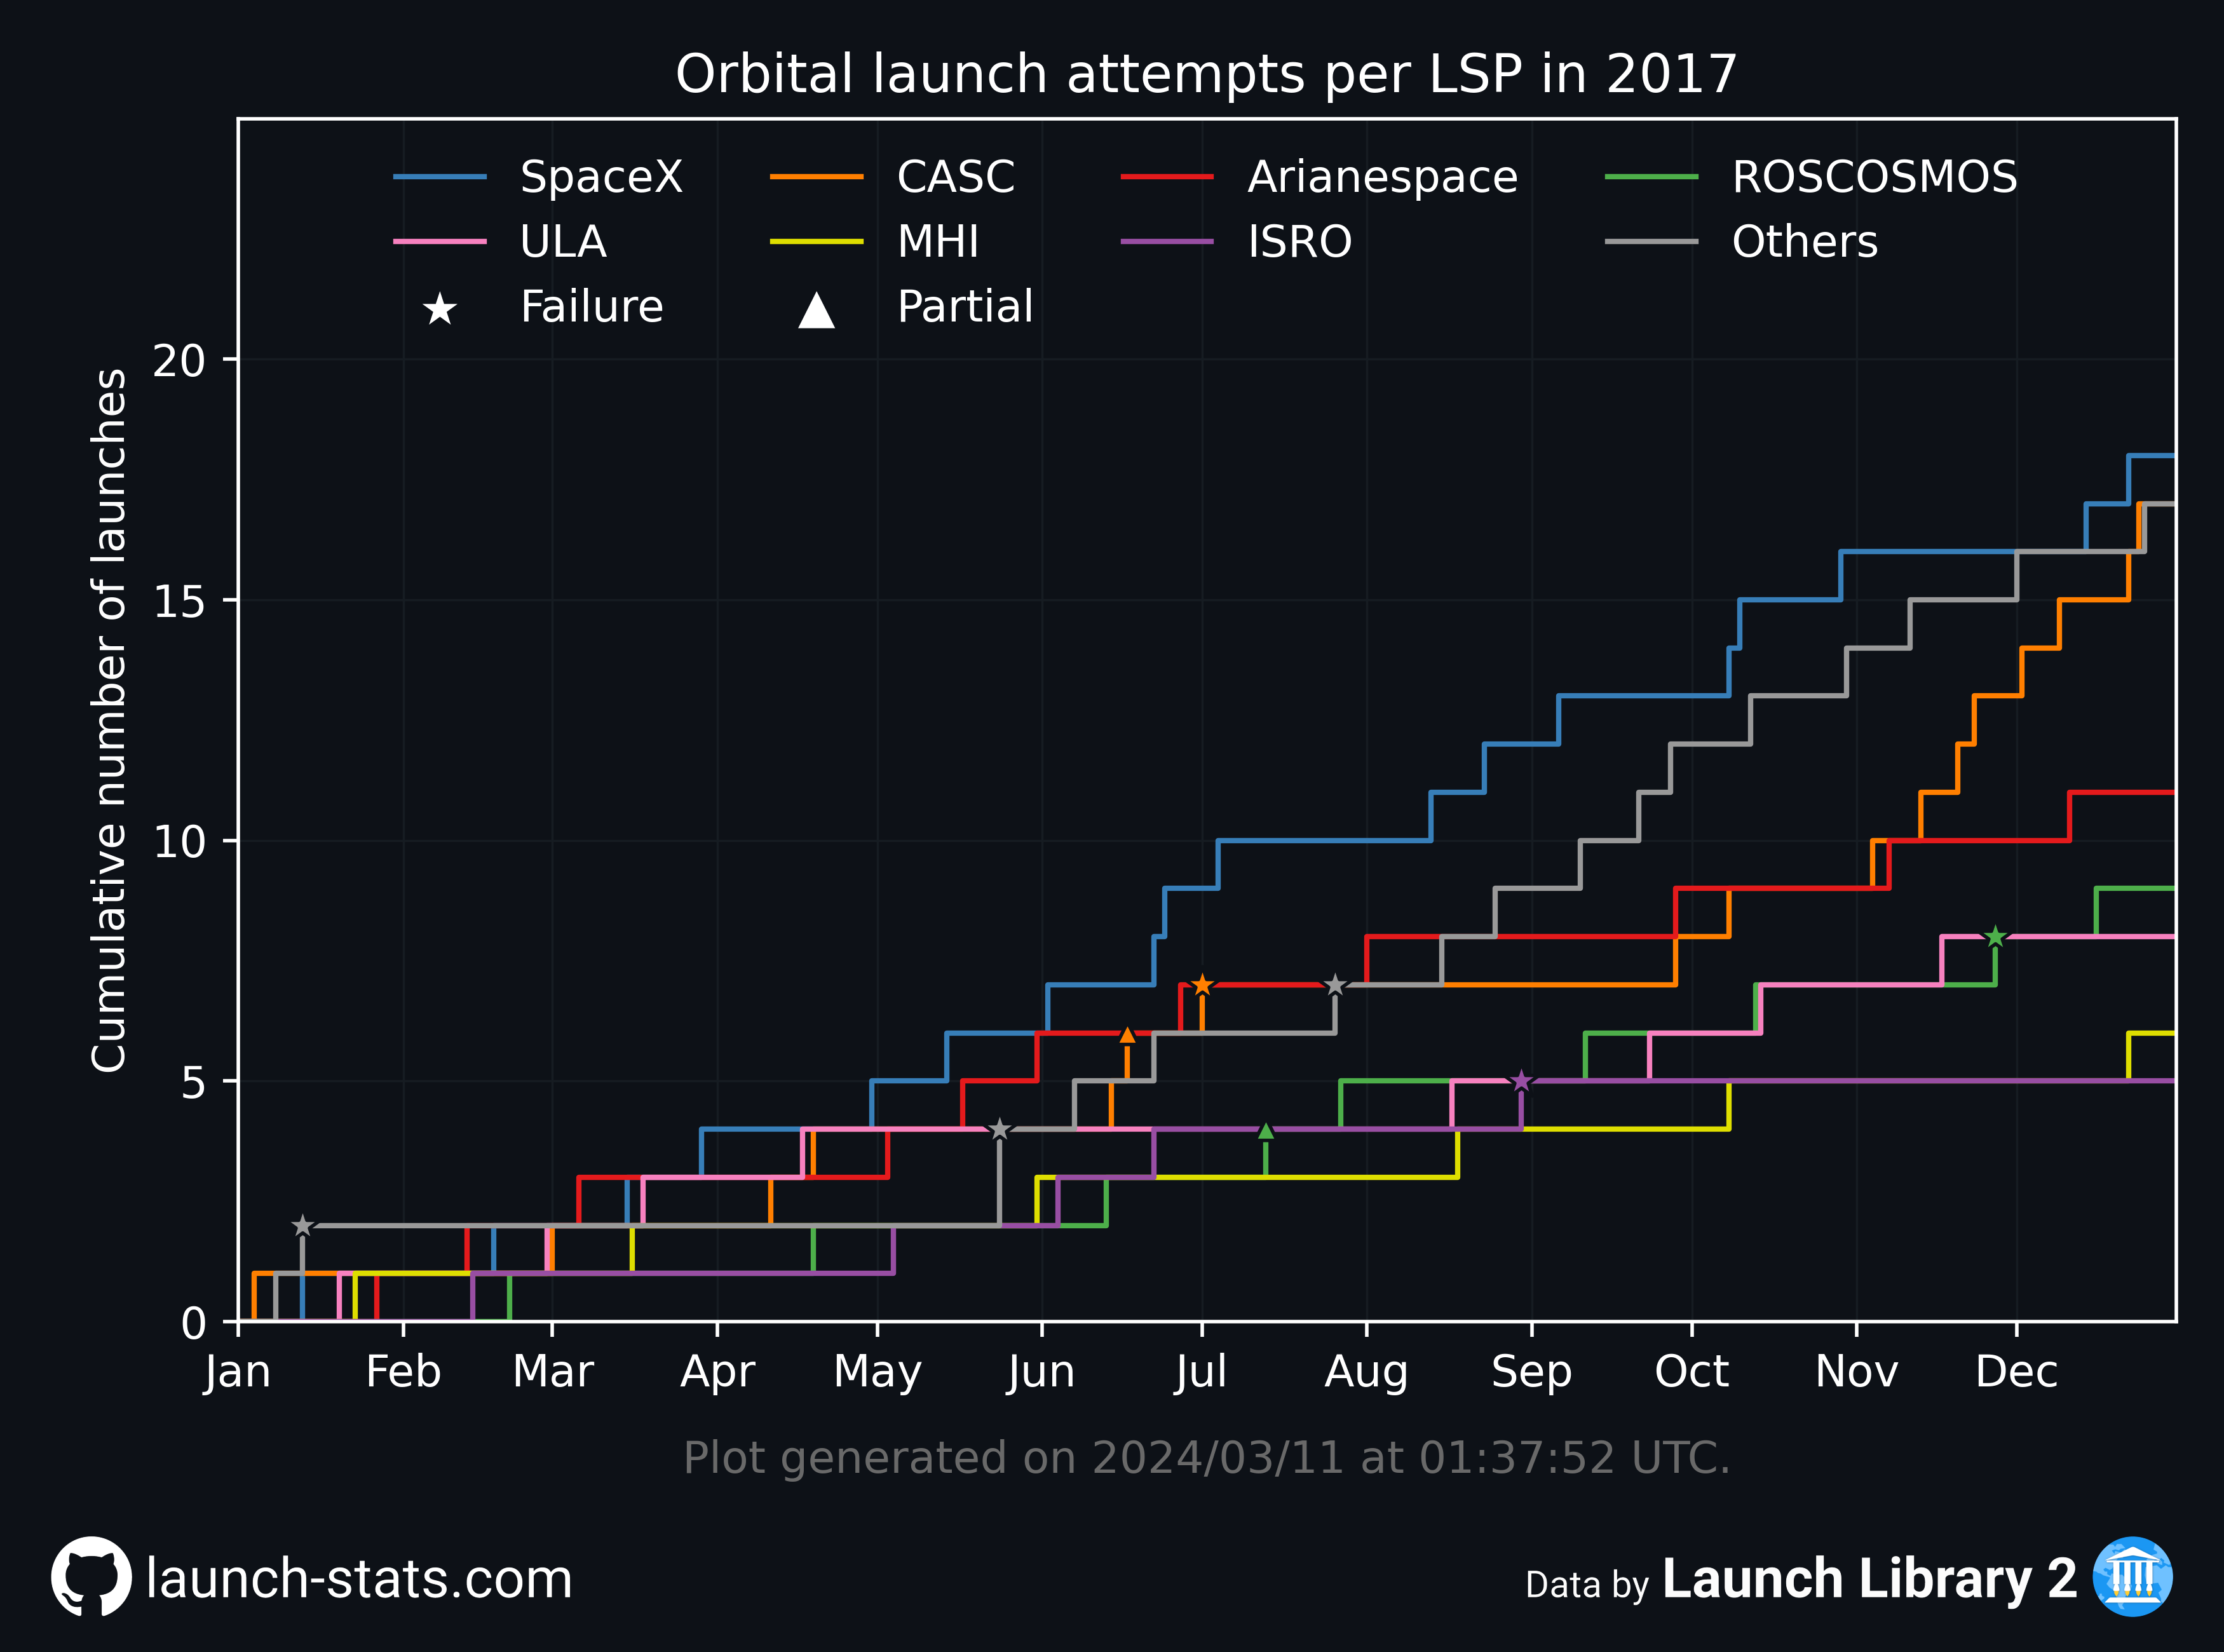 Orbital launch attempts per LSP in 2017
SpaceX CASC Arianespace ROSCOSMOS
ULA MHI ISRO Others
Failure Partial
Cumulative number of launches
20
15
10
5
0
Jan Feb Mar Apr May Jun Jul Aug Sep Oct Nov Dec
Plot generated on 2024/03/11 at 01:37:52 UTC.
launch-stats.com
Data by Launch Library 2